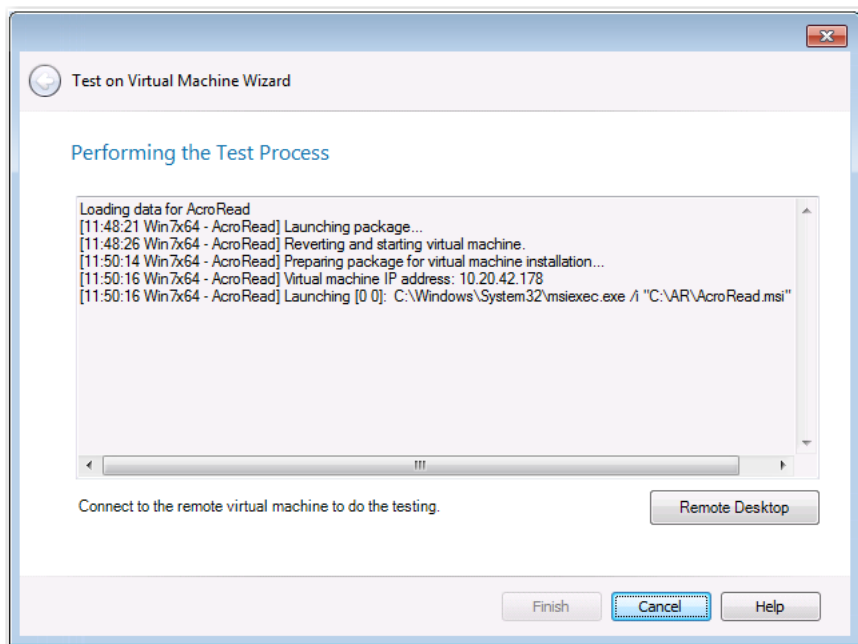 Test on Virtual Machine Wizard
Performing the Test Process
Loading data for AcroRead
[11:48:21 Win7x64 - AcroRead] Launching package...
[11:48:26 Win7x64 - AcroRead] Reverting and starting virtual machine.
[11:50:14 Win7x64 - AcroRead] Preparing package for virtual machine installation...
[11:50:16 Win7x64 - AcroRead] Virtual machine IP address: 10.20.42.178
[11:50:16 Win7x64 - AcroRead] Launching [0 0]:  C:\Windows\System32\msiexec.exe /i "C:\AR\AcroRead.msi"
Connect to the remote virtual machine to do the testing.
Remote Desktop
Finish Cancel Help